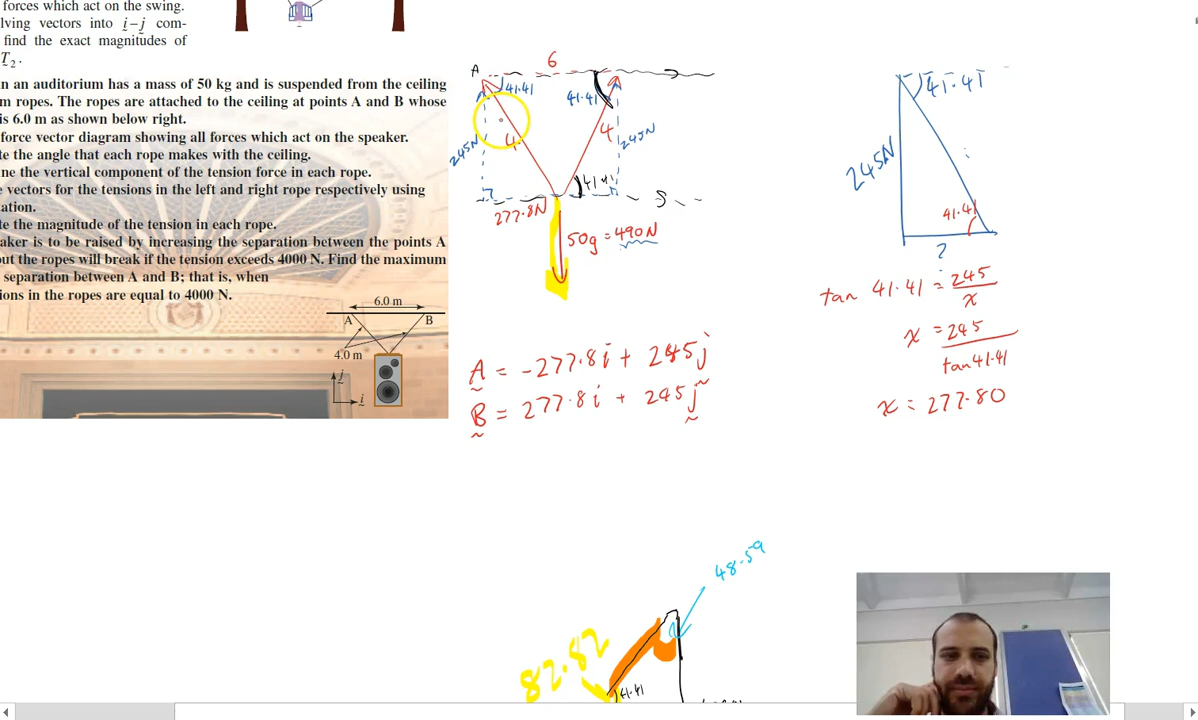 forces which act on the swing.
lving vectors into i – j com-
find the exact magnitudes of
T2.
n an auditorium has a mass of 50 kg and is suspended from the ceiling
m ropes. The ropes are attached to the ceiling at points A and B whose
is 6.0 m as shown below right.
force vector diagram showing all forces which act on the speaker.
te the angle that each rope makes with the ceiling.
ne the vertical component of the tension force in each rope.
e vectors for the tensions in the left and right rope respectively using
ation.
te the magnitude of the tension in each rope.
aker is to be raised by increasing the separation between the points A
out the ropes will break if the tension exceeds 4000 N. Find the maximum
separation between A and B; that is, when
ions in the ropes are equal to 4000 N.
6.0 m
A
B
4.0 m
j
i
6
A
41.41
41.41
245N
4
4
245N
41.41
277.8N
50g = 490N
A = -277.8i + 245j
B = 277.8i + 245j
41.41
245N
41.41
?
tan 41.41 = 245/x
x = 245/tan 41.41
x = 277.80
48.59
82.82
41.41